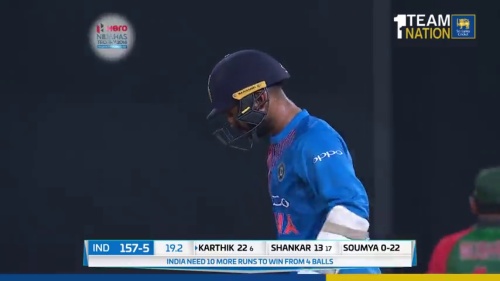 Hero
NIDAHAS
TROPHY 2018
1 TEAM
NATION
oppo
IND 157-5 19.2 KARTHIK 22 6 SHANKAR 13 17 SOUMYA 0-22
INDIA NEED 10 MORE RUNS TO WIN FROM 4 BALLS